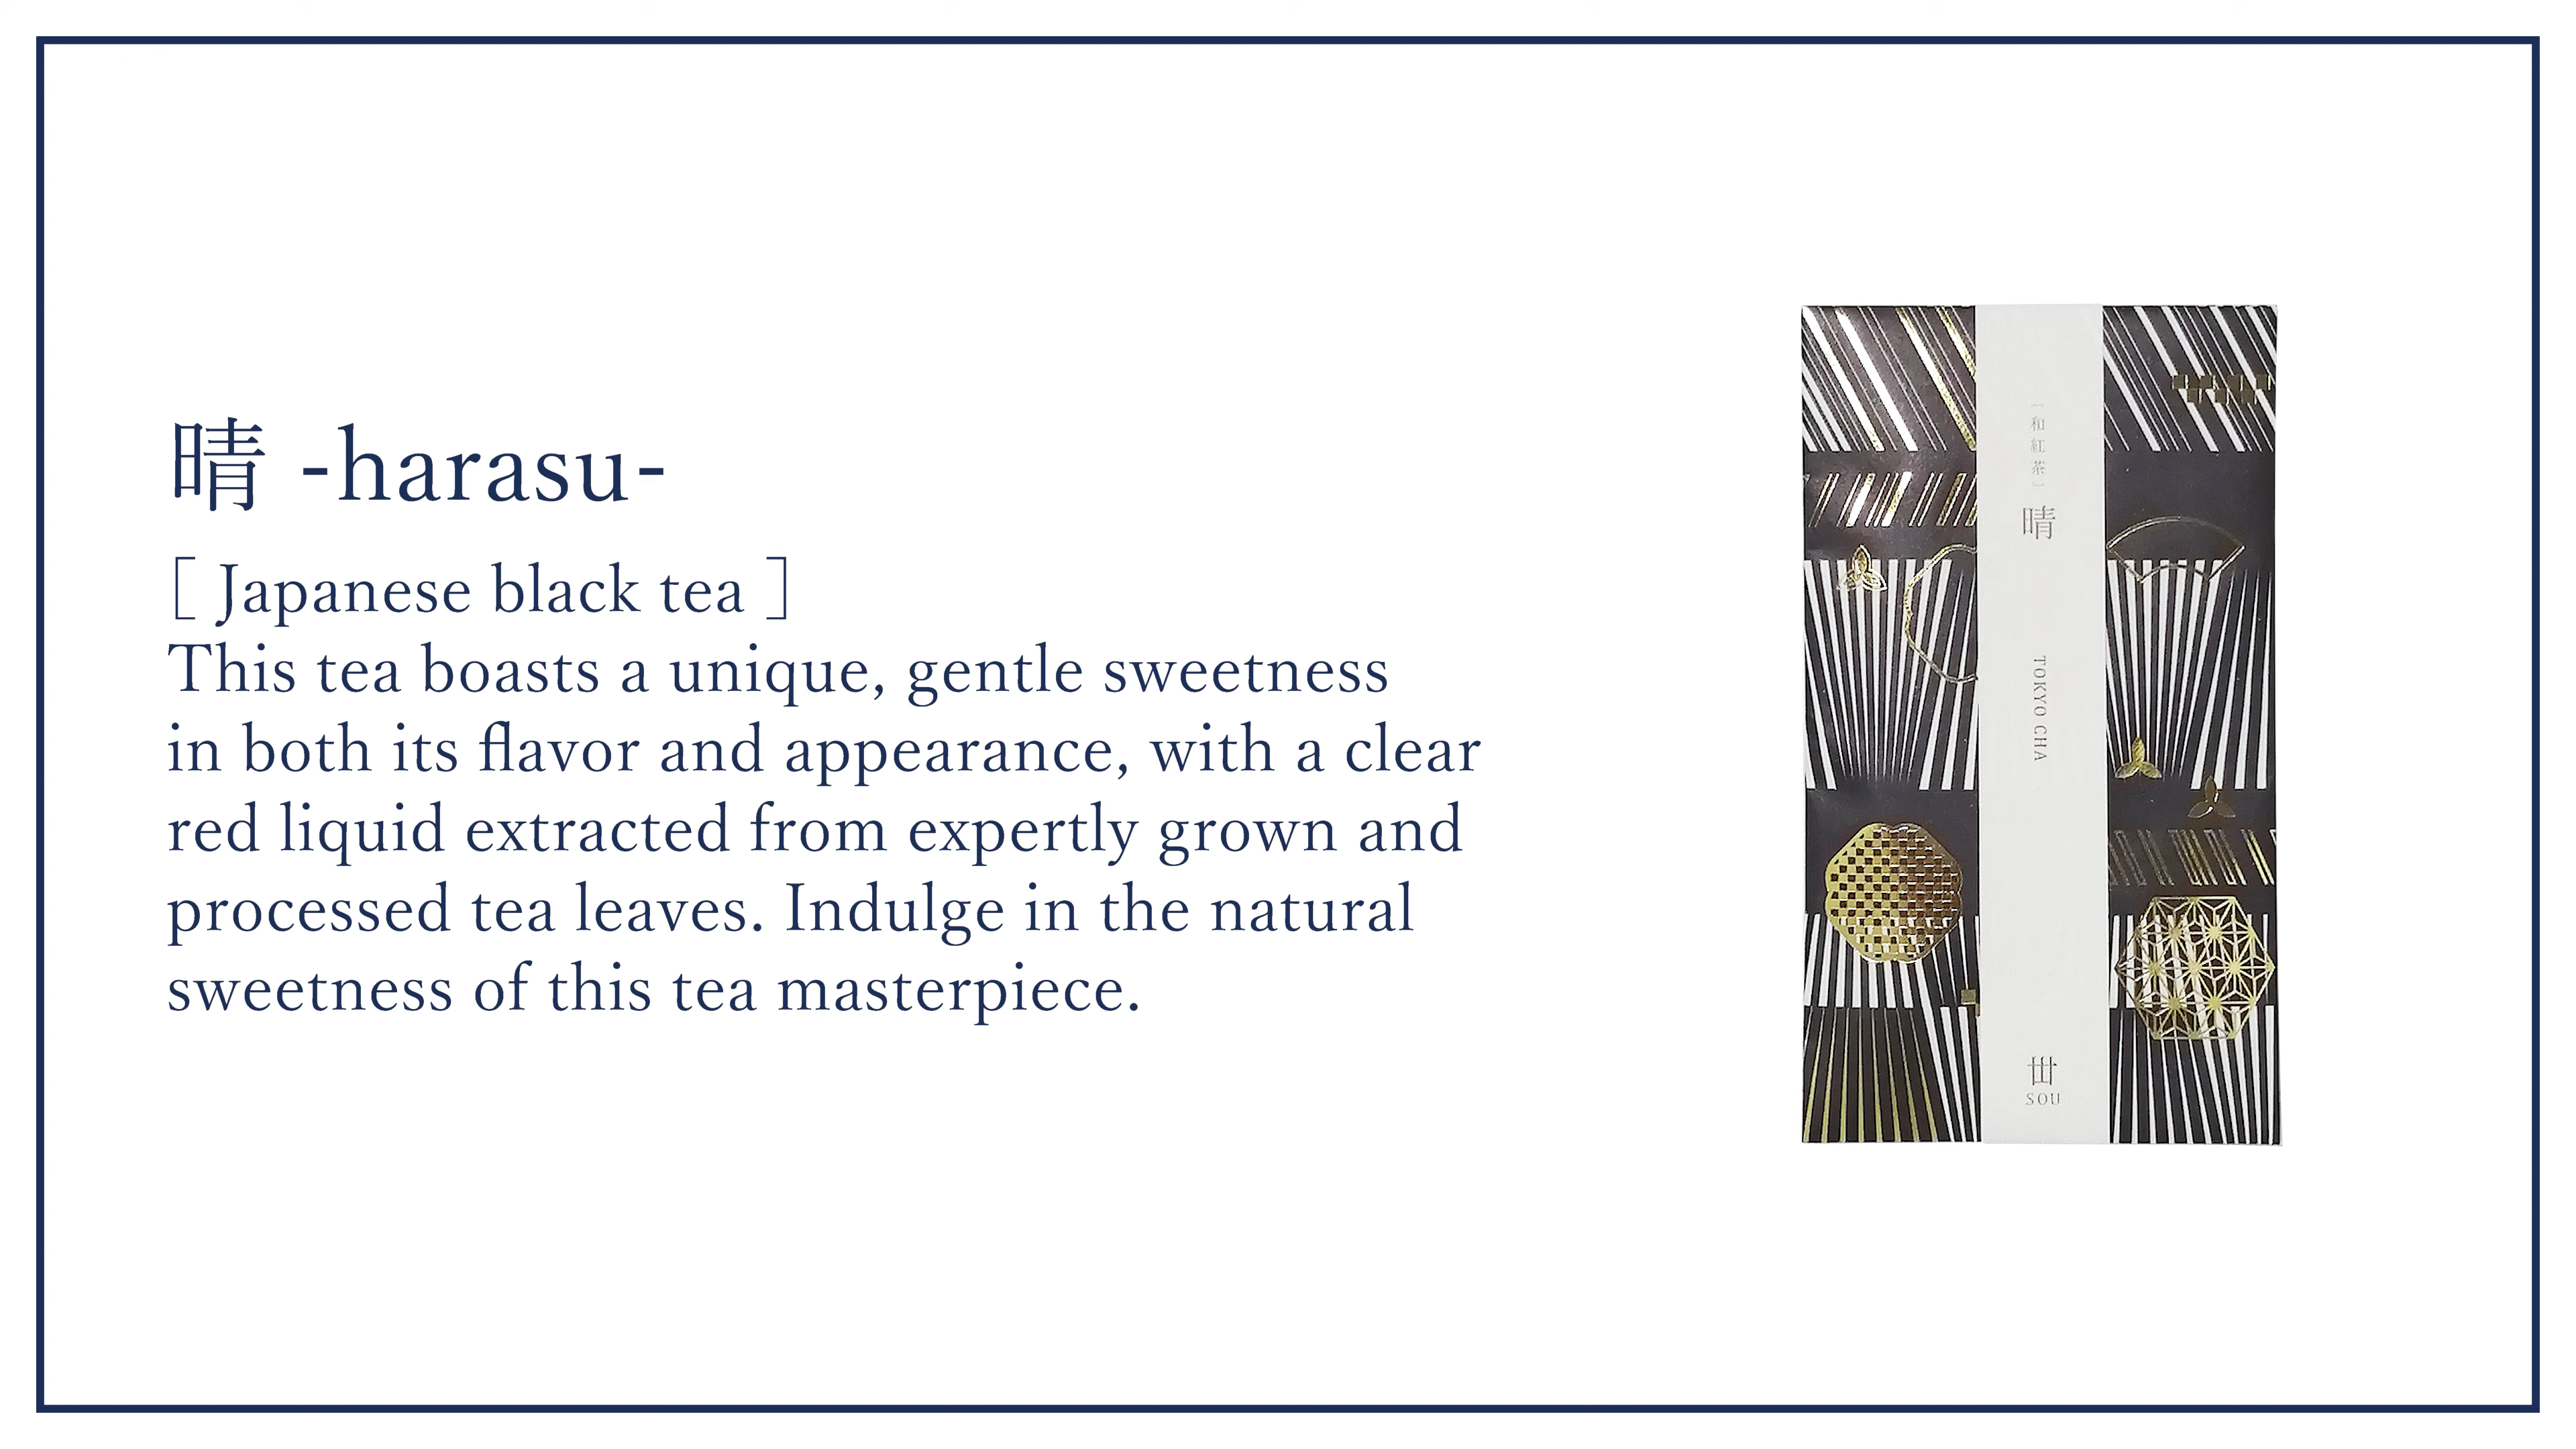 晴 -harasu-
[ Japanese black tea ]
This tea boasts a unique, gentle sweetness
in both its flavor and appearance, with a clear
red liquid extracted from expertly grown and
processed tea leaves. Indulge in the natural
sweetness of this tea masterpiece.
〔和紅茶〕
晴
TOKYO CHA
丗
SOU